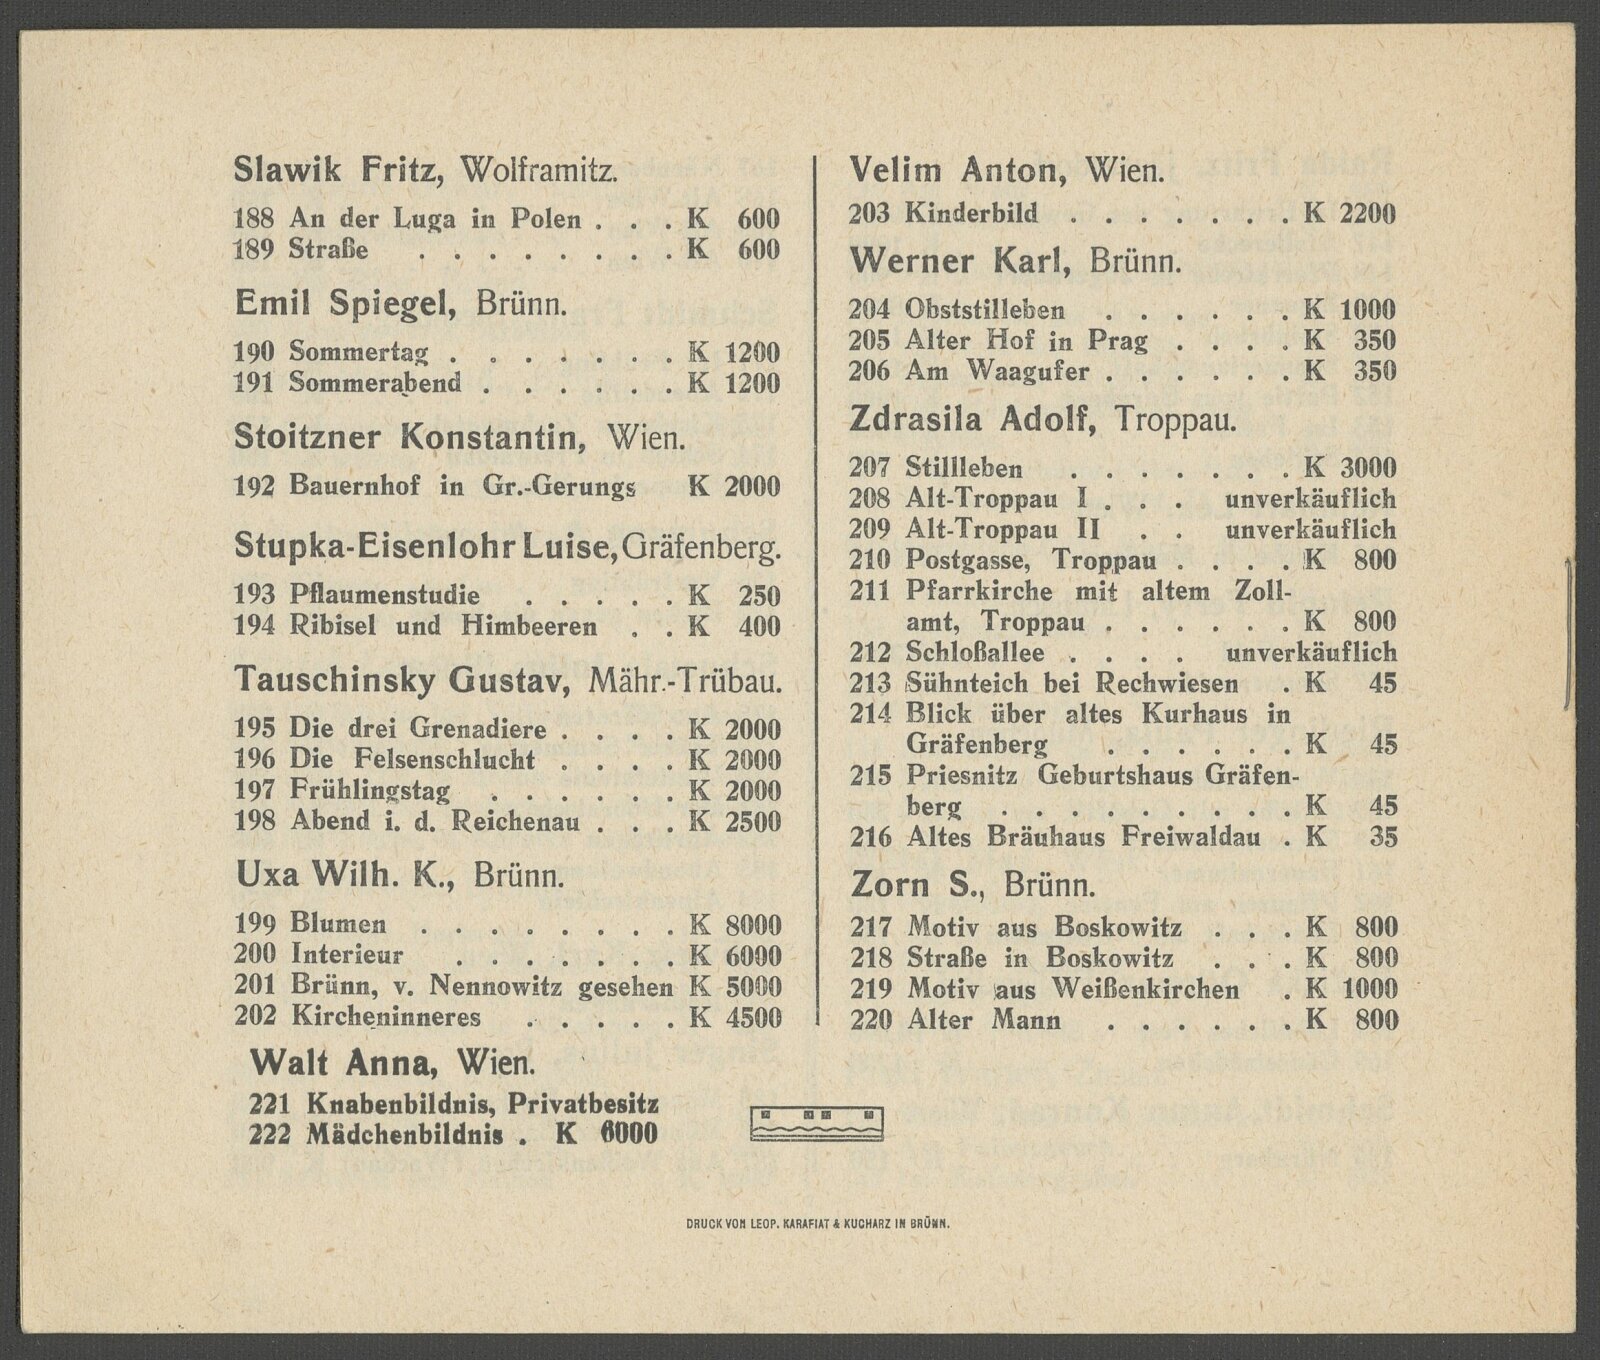 Slawik Fritz, Wolframitz.
188 An der Luga in Polen . . . K 600
189 Straße . . . . . . . . K 600
Emil Spiegel, Brünn.
190 Sommertag . . . . . . . K 1200
191 Sommerabend . . . . . . K 1200
Stoitzner Konstantin, Wien.
192 Bauernhof in Gr.-Gerungs K 2000
Stupka-Eisenlohr Luise, Gräfenberg.
193 Pflaumenstudie . . . . . K 250
194 Ribisel und Himbeeren . . K 400
Tauschinsky Gustav, Mähr.-Trübau.
195 Die drei Grenadiere . . . . K 2000
196 Die Felsenschlucht . . . . K 2000
197 Frühlingstag . . . . . . K 2000
198 Abend i. d. Reichenau . . . K 2500
Uxa Wilh. K., Brünn.
199 Blumen . . . . . . . . K 8000
200 Interieur . . . . . . . K 6000
201 Brünn, v. Nennowitz gesehen K 5000
202 Kircheninneres . . . . . K 4500
Walt Anna, Wien.
221 Knabenbildnis, Privatbesitz
222 Mädchenbildnis . K 6000
Velim Anton, Wien.
203 Kinderbild . . . . . . . K 2200
Werner Karl, Brünn.
204 Obststilleben . . . . . . K 1000
205 Alter Hof in Prag . . . . K 350
206 Am Waagufer . . . . . . K 350
Zdrasila Adolf, Troppau.
207 Stillleben . . . . . . . K 3000
208 Alt-Troppau I . . . unverkäuflich
209 Alt-Troppau II . . unverkäuflich
210 Postgasse, Troppau . . . . K 800
211 Pfarrkirche mit altem Zoll-
amt, Troppau . . . . . . K 800
212 Schloßallee . . . . unverkäuflich
213 Sühnteich bei Rechwiesen . K 45
214 Blick über altes Kurhaus in
Gräfenberg . . . . . . K 45
215 Priesnitz Geburtshaus Gräfen-
berg . . . . . . . . . K 45
216 Altes Bräuhaus Freiwaldau . K 35
Zorn S., Brünn.
217 Motiv aus Boskowitz . . . K 800
218 Straße in Boskowitz . . . K 800
219 Motiv aus Weißenkirchen . K 1000
220 Alter Mann . . . . . . K 800
DRUCK VON LEOP. KARAFIAT & KUCHARZ IN BRÜNN.